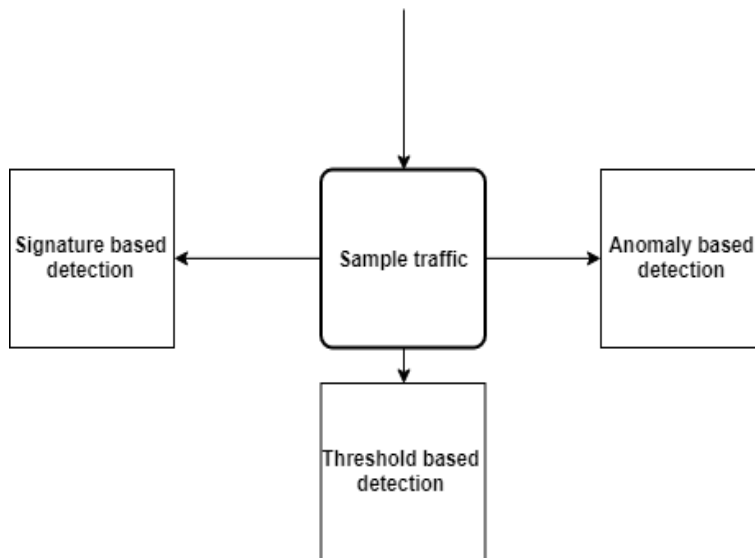 Signature based
detection
Sample traffic
Anomaly based
detection
Threshold based
detection